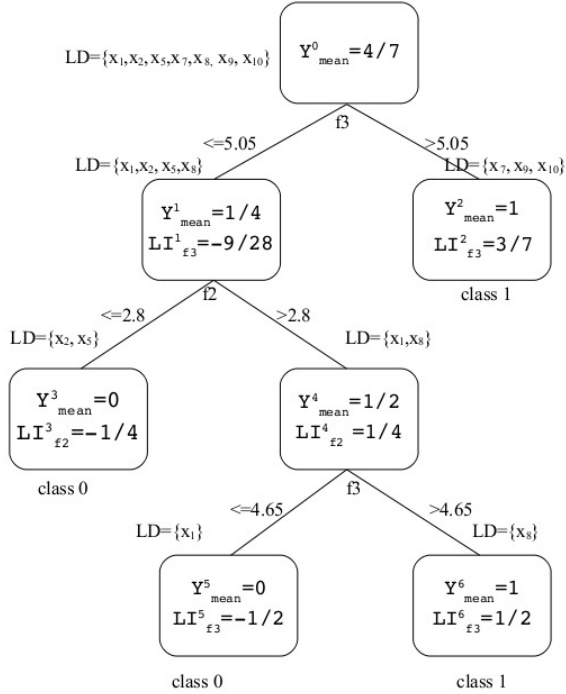 LD={x₁,x₂,x₅,x₇,x₈, x₉, x₁₀}
Y⁰mean=4/7
f3
<=5.05
>5.05
LD={x₁,x₂, x₅,x₈}
LD={x₇, x₉, x₁₀}
Y¹mean=1/4
LI¹f3=-9/28
Y²mean=1
LI²f3=3/7
f2
class 1
<=2.8
>2.8
LD={x₂, x₅}
LD={x₁,x₈}
Y³mean=0
LI³f2=-1/4
Y⁴mean=1/2
LI⁴f2=1/4
class 0
f3
<=4.65
>4.65
LD={x₁}
LD={x₈}
Y⁵mean=0
LI⁵f3=-1/2
Y⁶mean=1
LI⁶f3=1/2
class 0
class 1